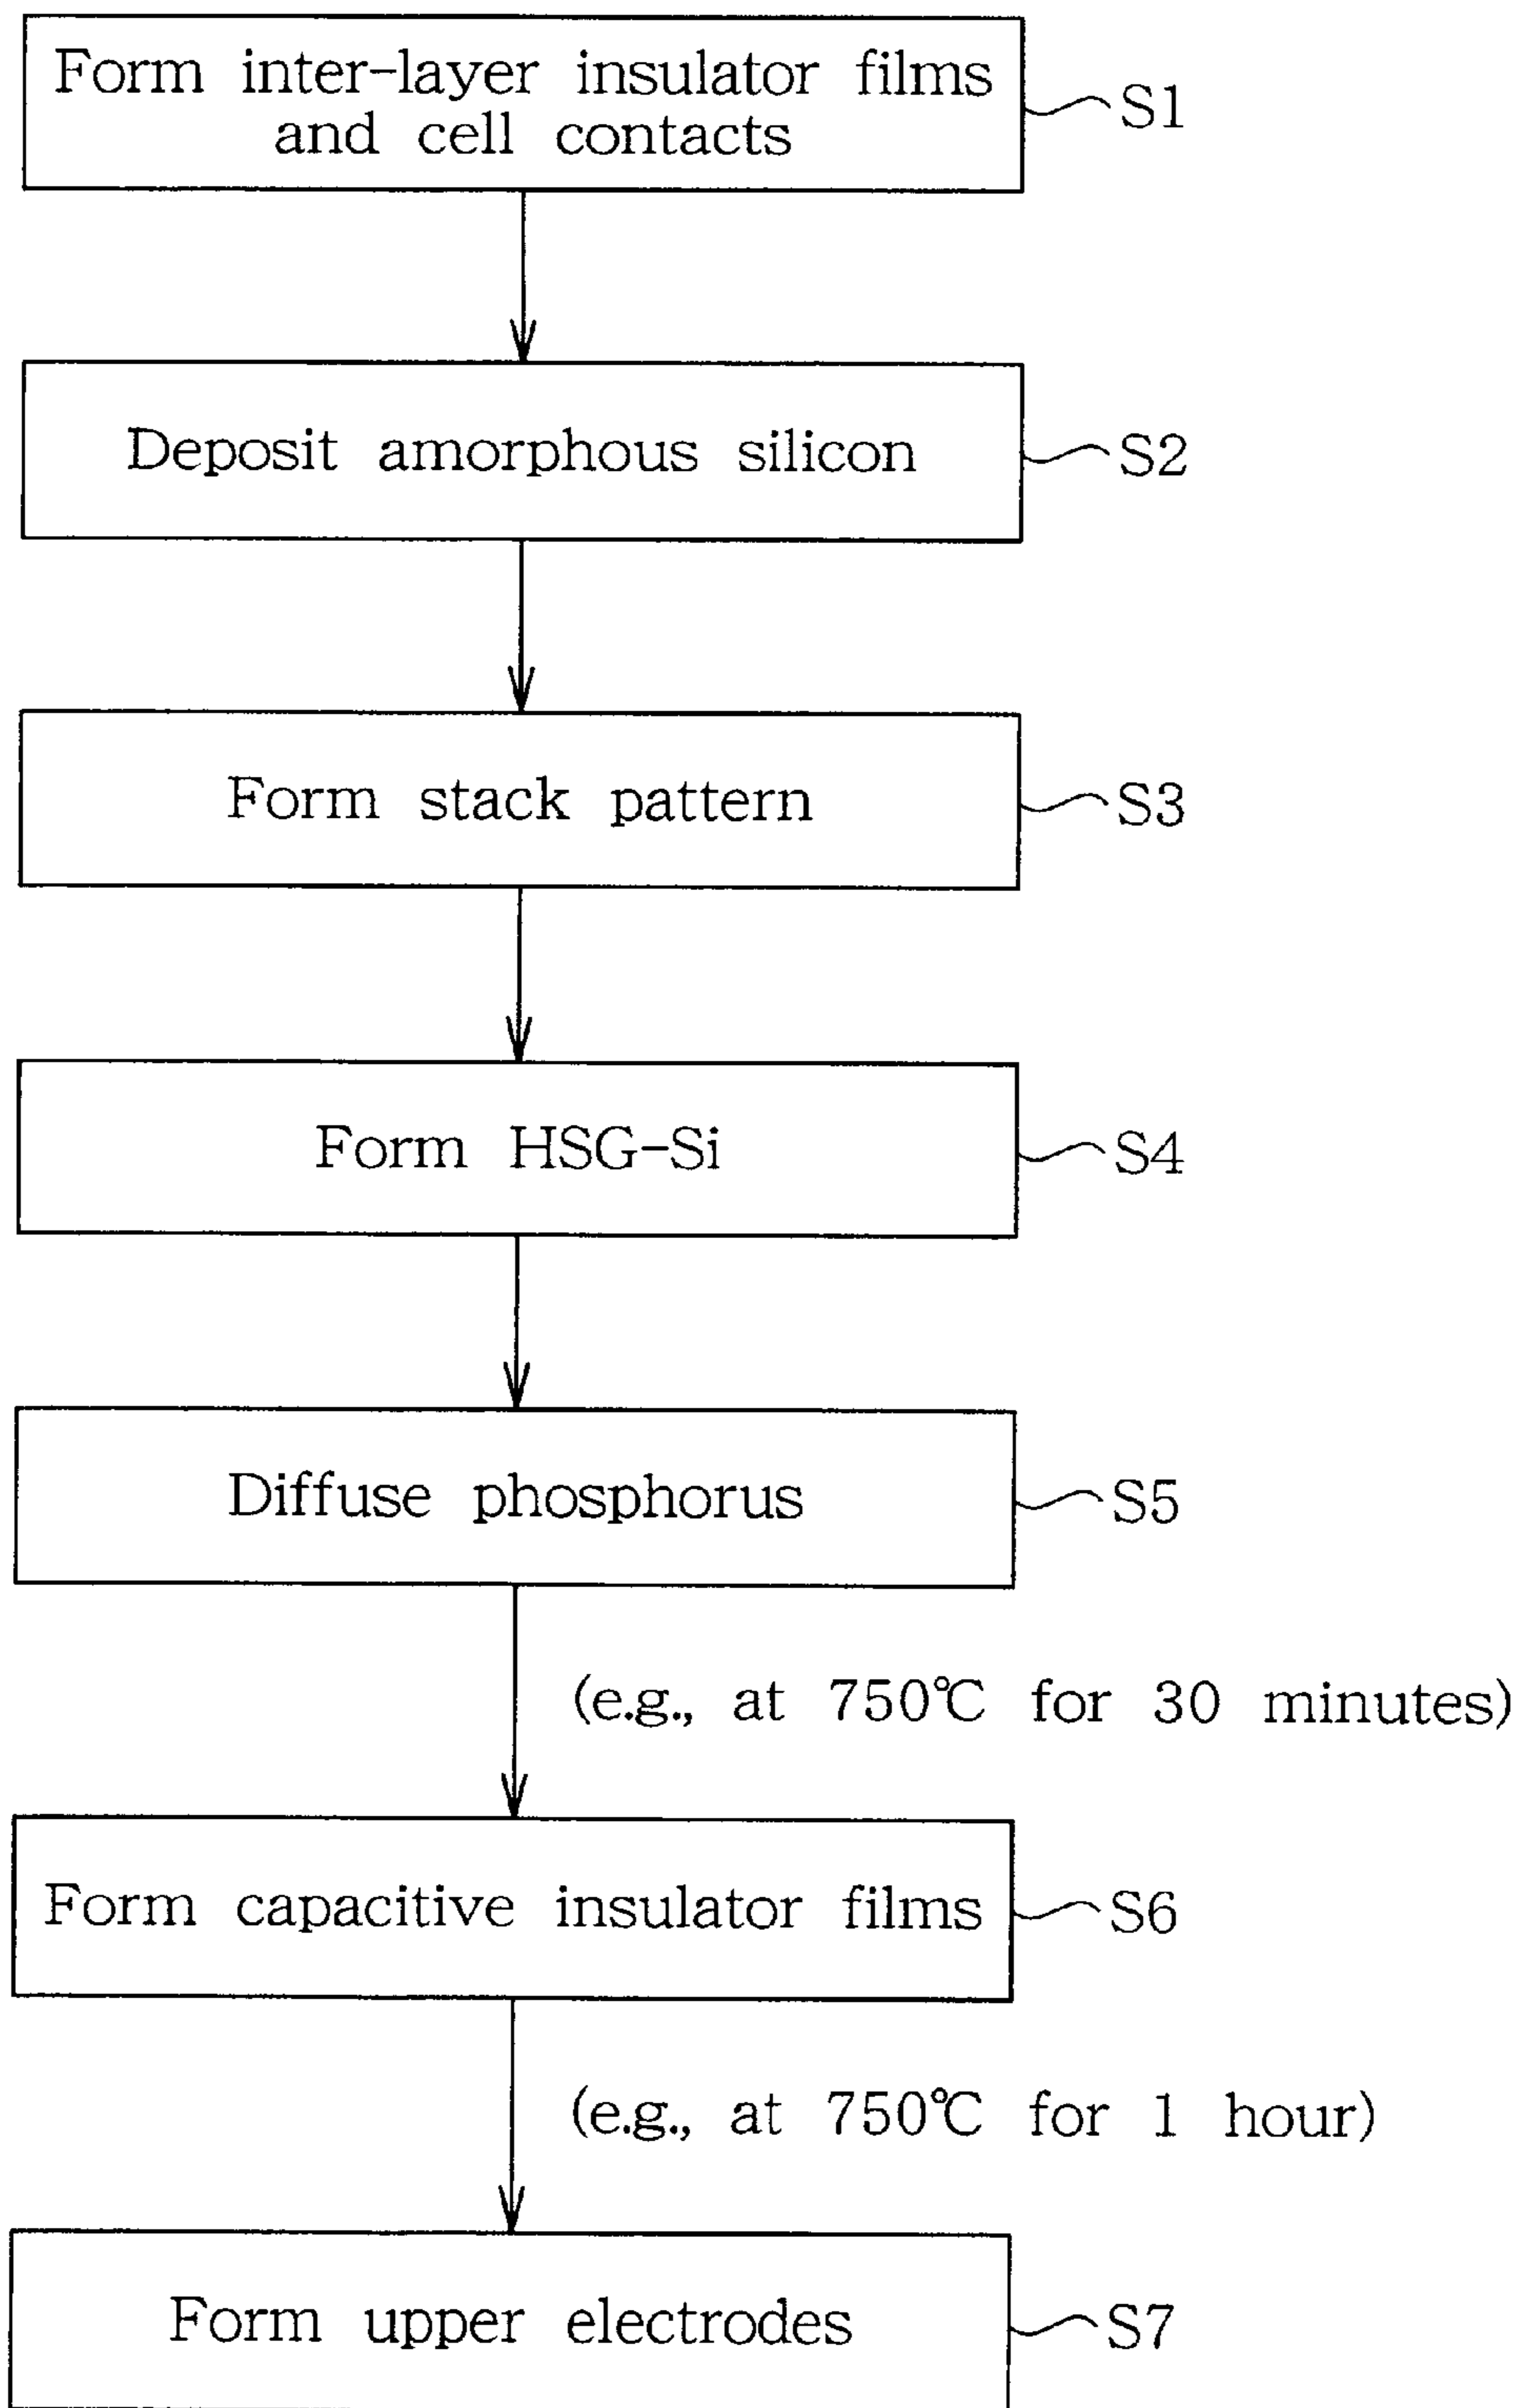 Form inter-layer insulator films
and cell contacts
S1
Deposit amorphous silicon
S2
Form stack pattern
S3
Form HSG-Si
S4
Diffuse phosphorus
S5
(e.g., at 750℃ for 30 minutes)
Form capacitive insulator films
S6
(e.g., at 750℃ for 1 hour)
Form upper electrodes
S7